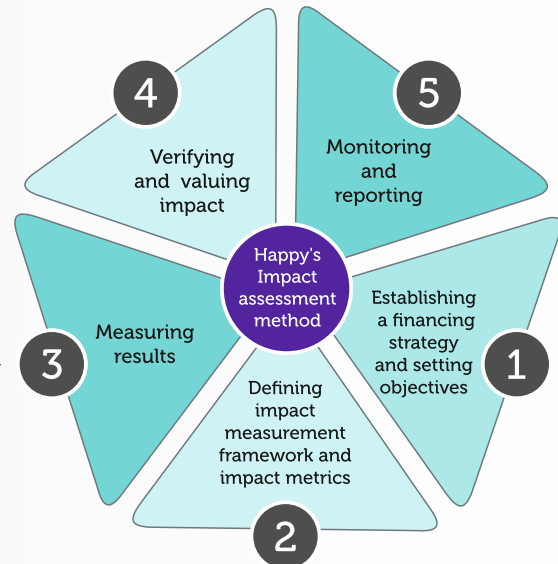 4
Verifying
and valuing
impact
5
Monitoring
and
reporting
Happy's
Impact
assessment
method
3
Measuring
results
Establishing
a financing
strategy
and setting
objectives
1
Defining
impact
measurement
framework and
impact metrics
2